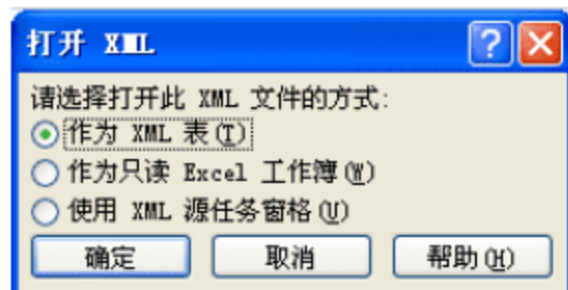 打开 XML
请选择打开此 XML 文件的方式:
作为 XML 表(T)
作为只读 Excel 工作簿(W)
使用 XML 源任务窗格(U)
确定 取消 帮助(H)